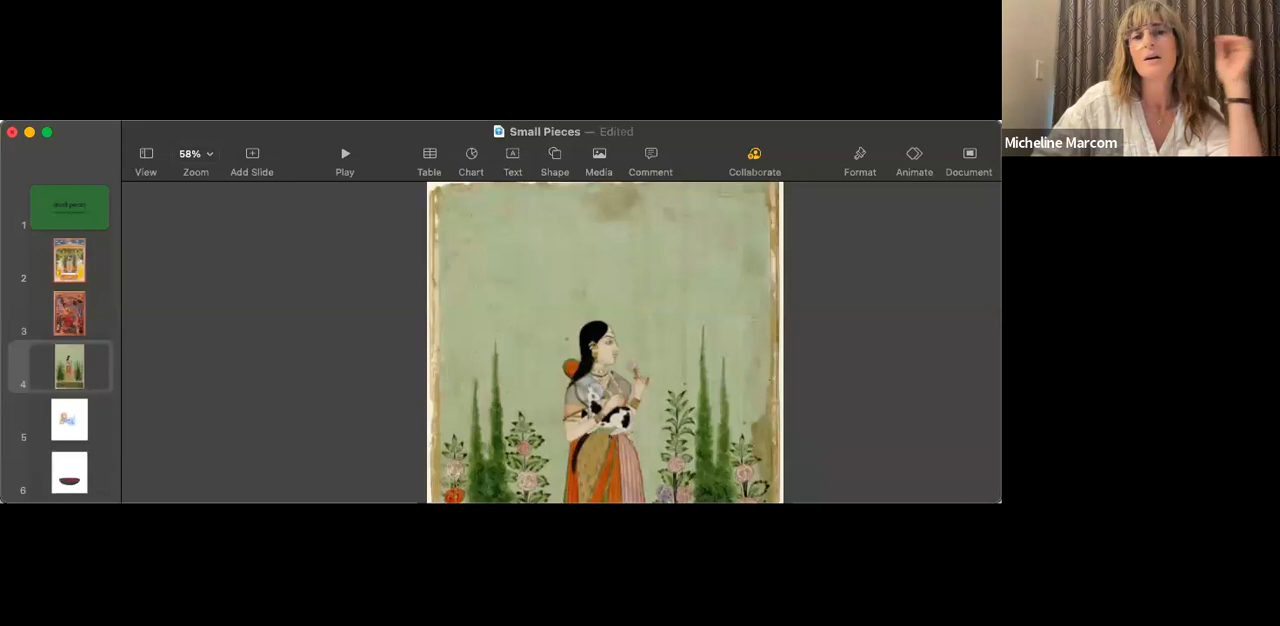 Small Pieces — Edited
View
58%
Zoom
Add Slide
Play
Table
Chart
Text
Shape
Media
Comment
Collaborate
Format
Animate
Document
1
2
3
4
5
6
Micheline Marcom